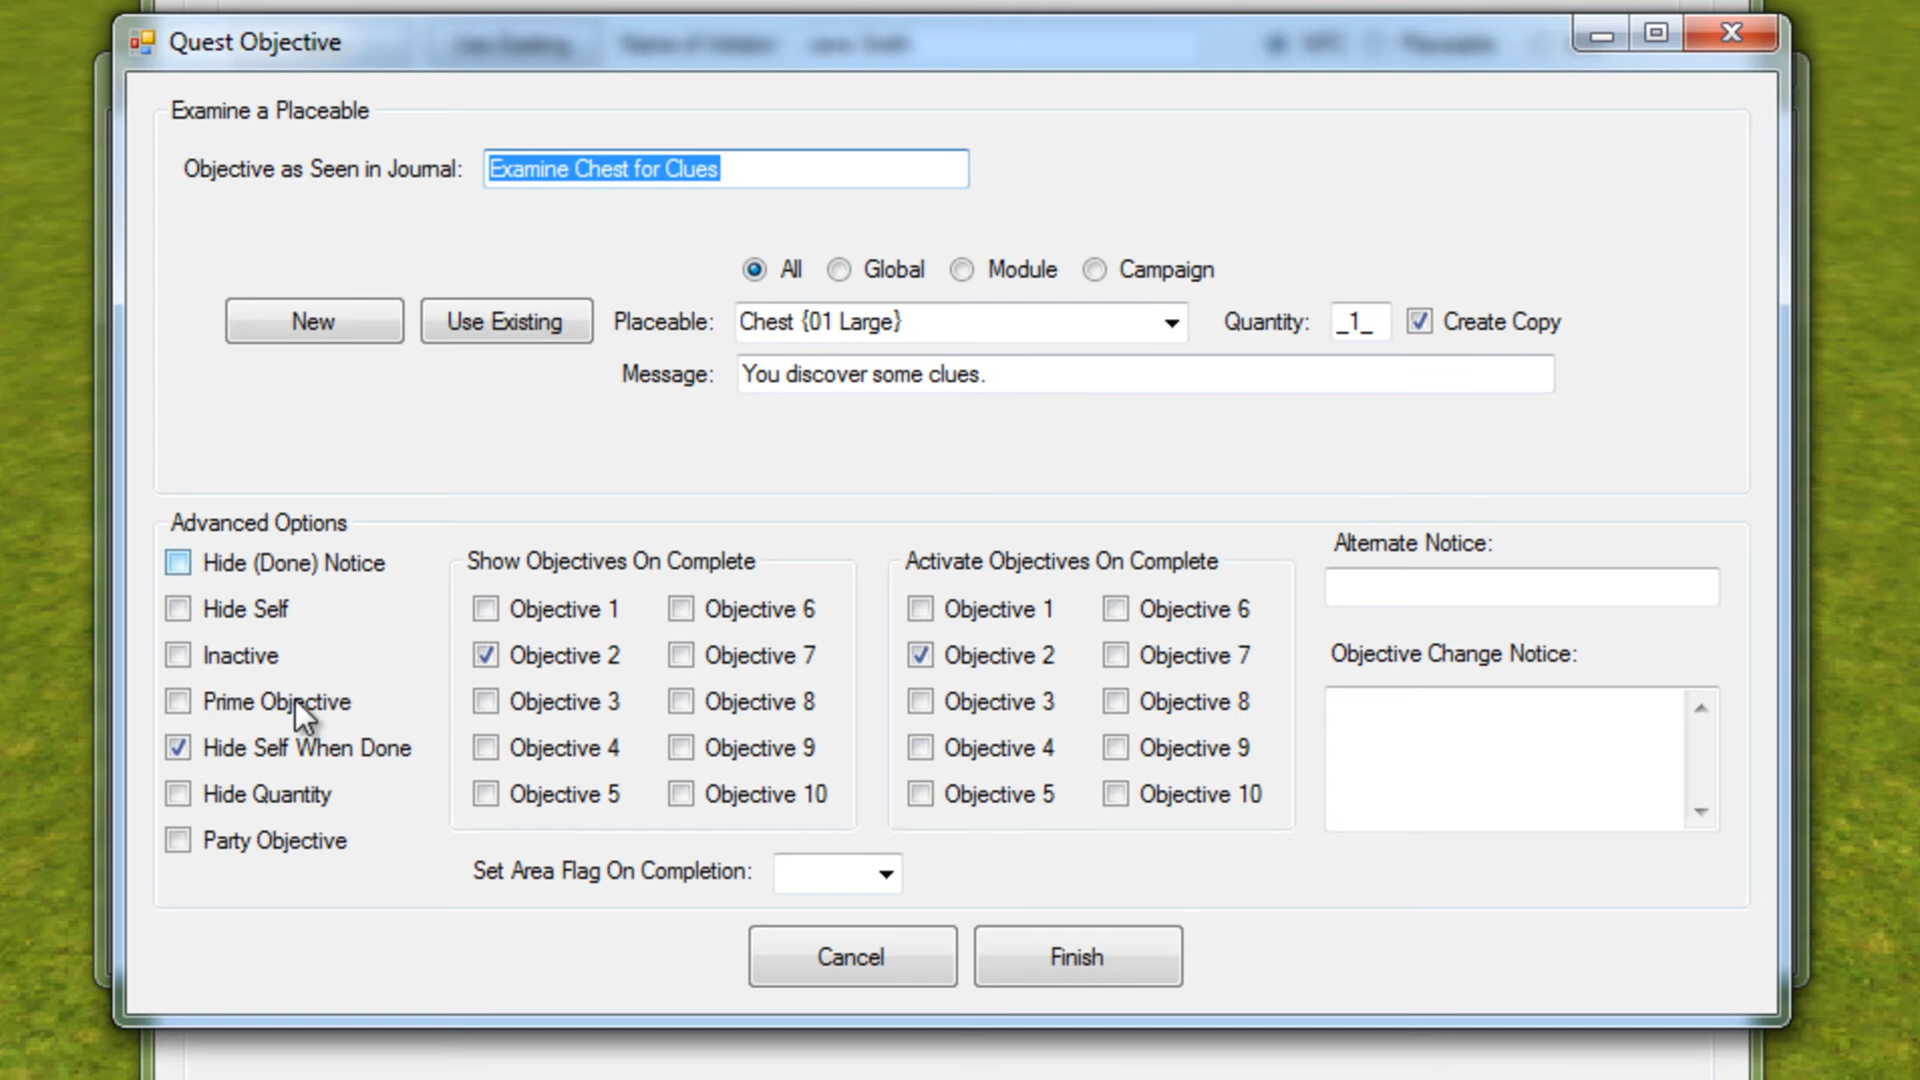 Quest Objective
Examine a Placeable
Objective as Seen in Journal: Examine Chest for Clues
All Global Module Campaign
New Use Existing Placeable: Chest {01 Large} Quantity: _1_ Create Copy
Message: You discover some clues.
Advanced Options
Hide (Done) Notice
Hide Self
Inactive
Prime Objective
Hide Self When Done
Hide Quantity
Party Objective
Show Objectives On Complete
Objective 1 Objective 6
Objective 2 Objective 7
Objective 3 Objective 8
Objective 4 Objective 9
Objective 5 Objective 10
Activate Objectives On Complete
Objective 1 Objective 6
Objective 2 Objective 7
Objective 3 Objective 8
Objective 4 Objective 9
Objective 5 Objective 10
Alternate Notice:
Objective Change Notice:
Set Area Flag On Completion:
Cancel Finish